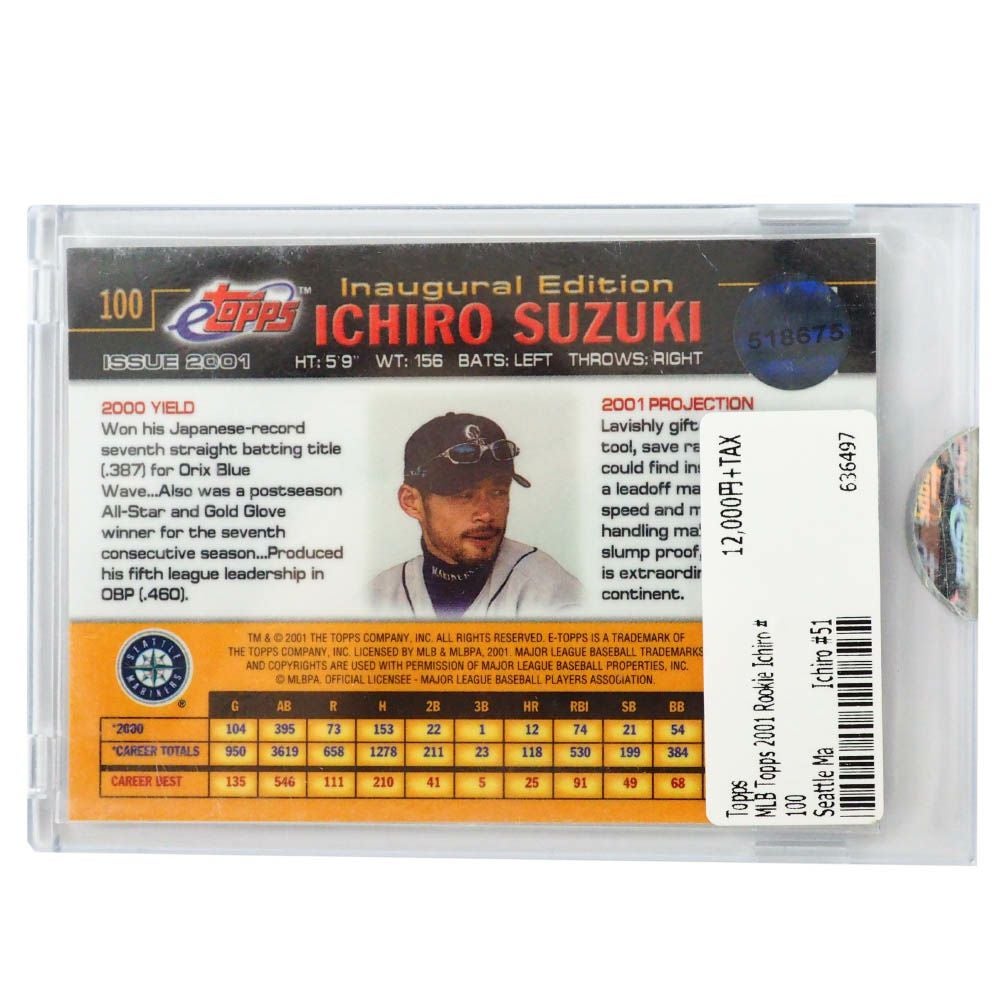 100
etopps™
Inaugural Edition
ICHIRO SUZUKI
518675
ISSUE 2001
HT: 5'9" WT: 156 BATS: LEFT THROWS: RIGHT
2000 YIELD
Won his Japanese-record
seventh straight batting title
(.387) for Orix Blue
Wave...Also was a postseason
All-Star and Gold Glove
winner for the seventh
consecutive season...Produced
his fifth league leadership in
OBP (.460).
MARINERS
2001 PROJECTION
Lavishly gift
tool, save ra
could find
a leadoff ma
speed and m
handling
slump proof,
is extraordin
continent.
SEATTLE
MARINERS
®
TM & © 2001 THE TOPPS COMPANY, INC. ALL RIGHTS RESERVED. E-TOPPS IS A TRADEMARK OF
THE TOPPS COMPANY, INC. LICENSED BY MLB & MLBPA, 2001. MAJOR LEAGUE BASEBALL TRADEMARKS
AND COPYRIGHTS ARE USED WITH PERMISSION OF MAJOR LEAGUE BASEBALL PROPERTIES, INC.
© MLBPA. OFFICIAL LICENSEE - MAJOR LEAGUE BASEBALL PLAYERS ASSOCIATION.
G AB R H 2B 3B HR RBI SB BB
*2000 104 395 73 153 22 1 12 74 21 54
*CAREER TOTALS 950 3619 658 1278 211 23 118 530 199 384
CAREER BEST 135 546 111 210 41 5 25 91 49 68
Topps 12,000円+TAX
MLB Topps 2001 Rookie Ichiro #
100
Seattle Ma Ichiro #51
636497